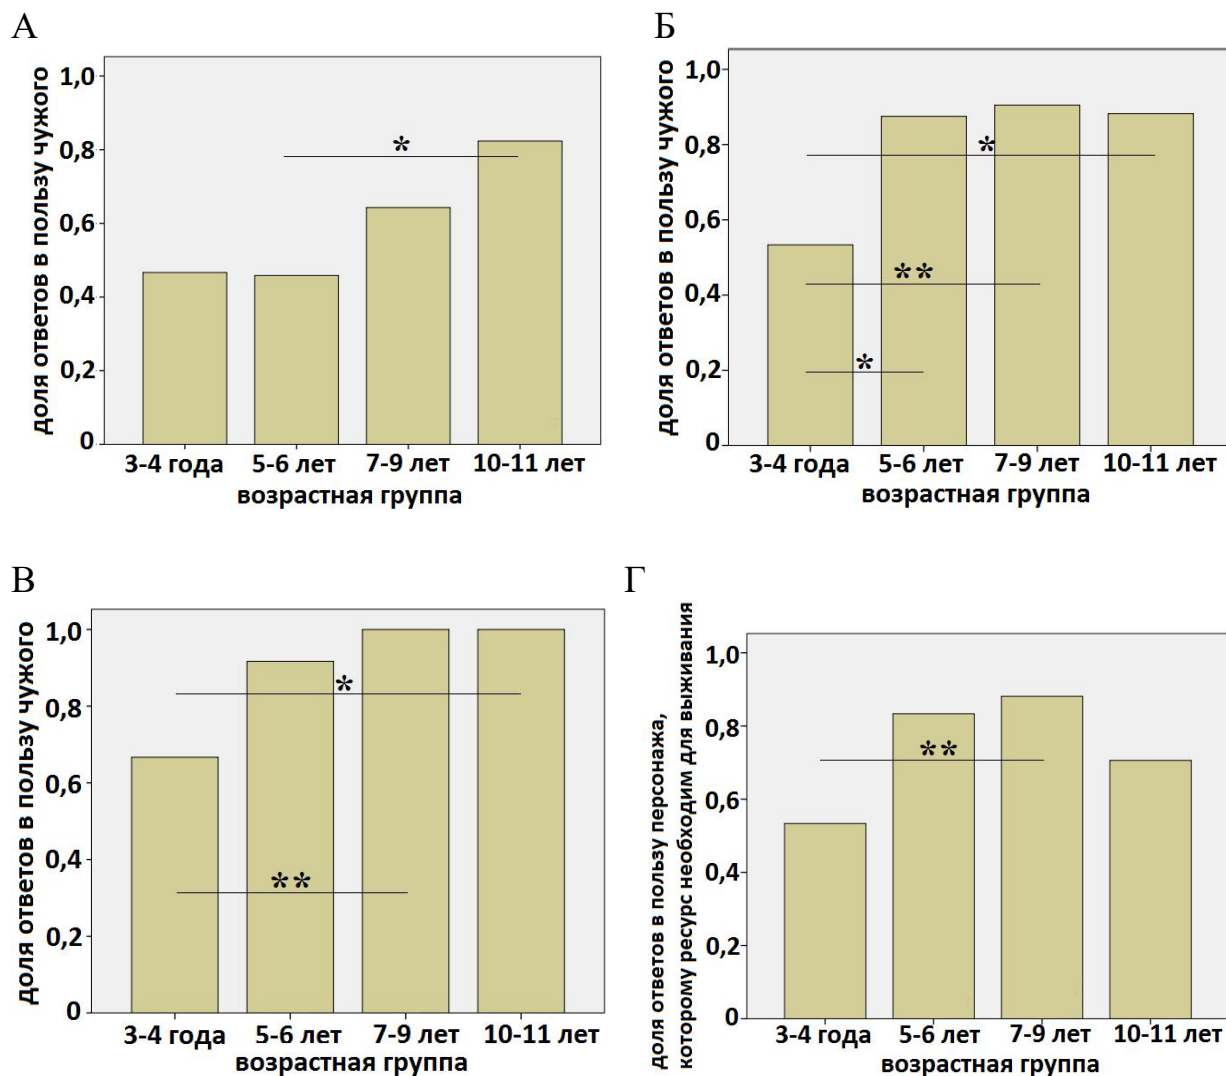 А
доля ответов в пользу чужого
1,0
0,8
0,6
0,4
0,2
0
*
3-4 года 5-6 лет 7-9 лет 10-11 лет
возрастная группа
Б
доля ответов в пользу чужого
1,0
0,8
0,6
0,4
0,2
0
*
**
*
3-4 года 5-6 лет 7-9 лет 10-11 лет
возрастная группа
В
доля ответов в пользу чужого
1,0
0,8
0,6
0,4
0,2
0
*
**
3-4 года 5-6 лет 7-9 лет 10-11 лет
возрастная группа
Г
доля ответов в пользу персонажа,
которому ресурс необходим для выживания
1,0
0,8
0,6
0,4
0,2
0
**
3-4 года 5-6 лет 7-9 лет 10-11 лет
возрастная группа